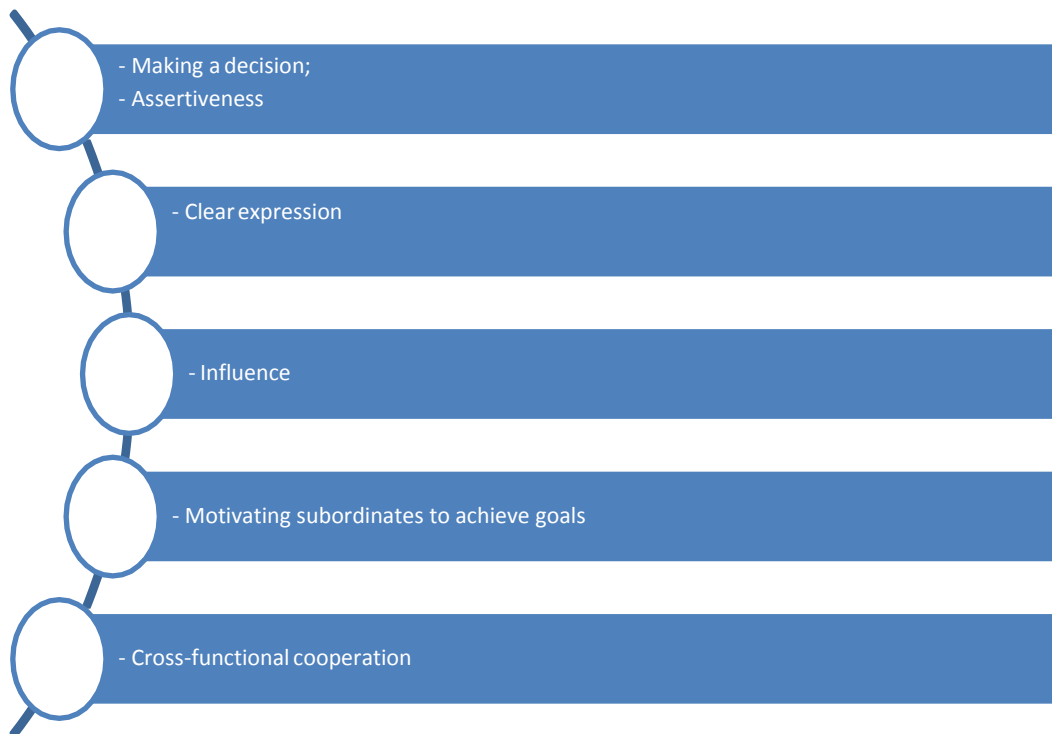 - Making a decision;
- Assertiveness
- Clear expression
- Influence
- Motivating subordinates to achieve goals
- Cross-functional cooperation